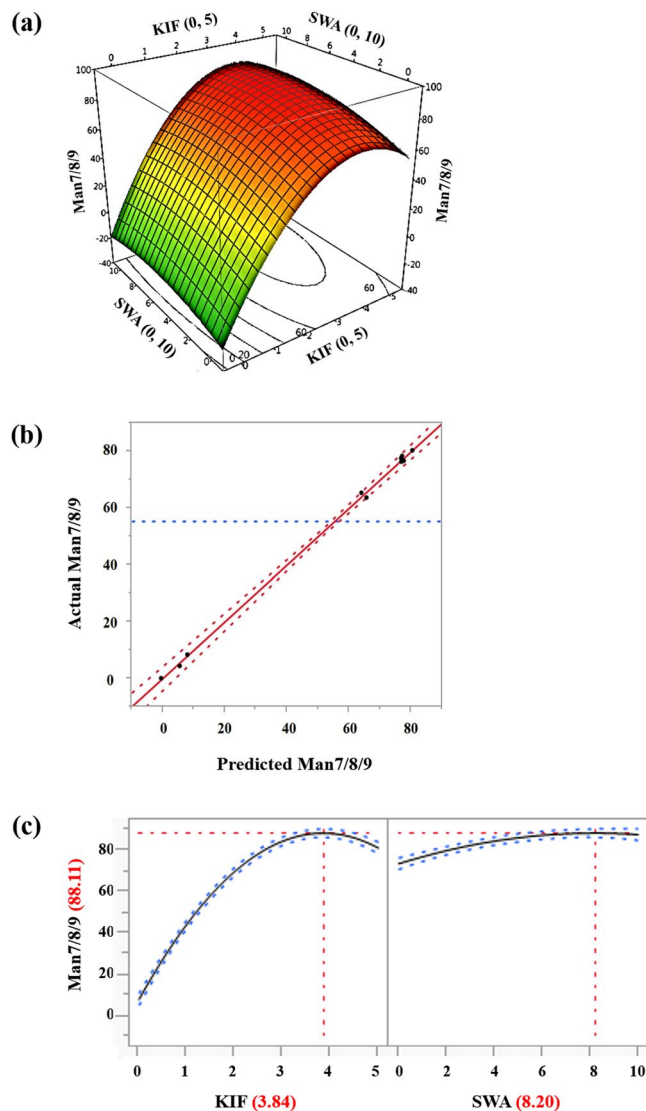 (a)
KIF (0, 5)
SWA (0, 10)
0 1 2 3 4 5
10 8 6 4 2 0
100
80
60
40
20
0
-20
-40
Man7/8/9
100
80
60
40
20
0
-20
-40
Man7/8/9
10 8 6 4 2 0
SWA (0, 10)
0 20
60
60
0 1 2 3 4 5
KIF (0, 5)
(b)
80
60
40
20
0
Actual Man7/8/9
0 20 40 60 80
Predicted Man7/8/9
(c)
Man7/8/9 (88.11)
80
60
40
20
0
0 1 2 3 4 5
0 2 4 6 8 10
KIF (3.84)
SWA (8.20)